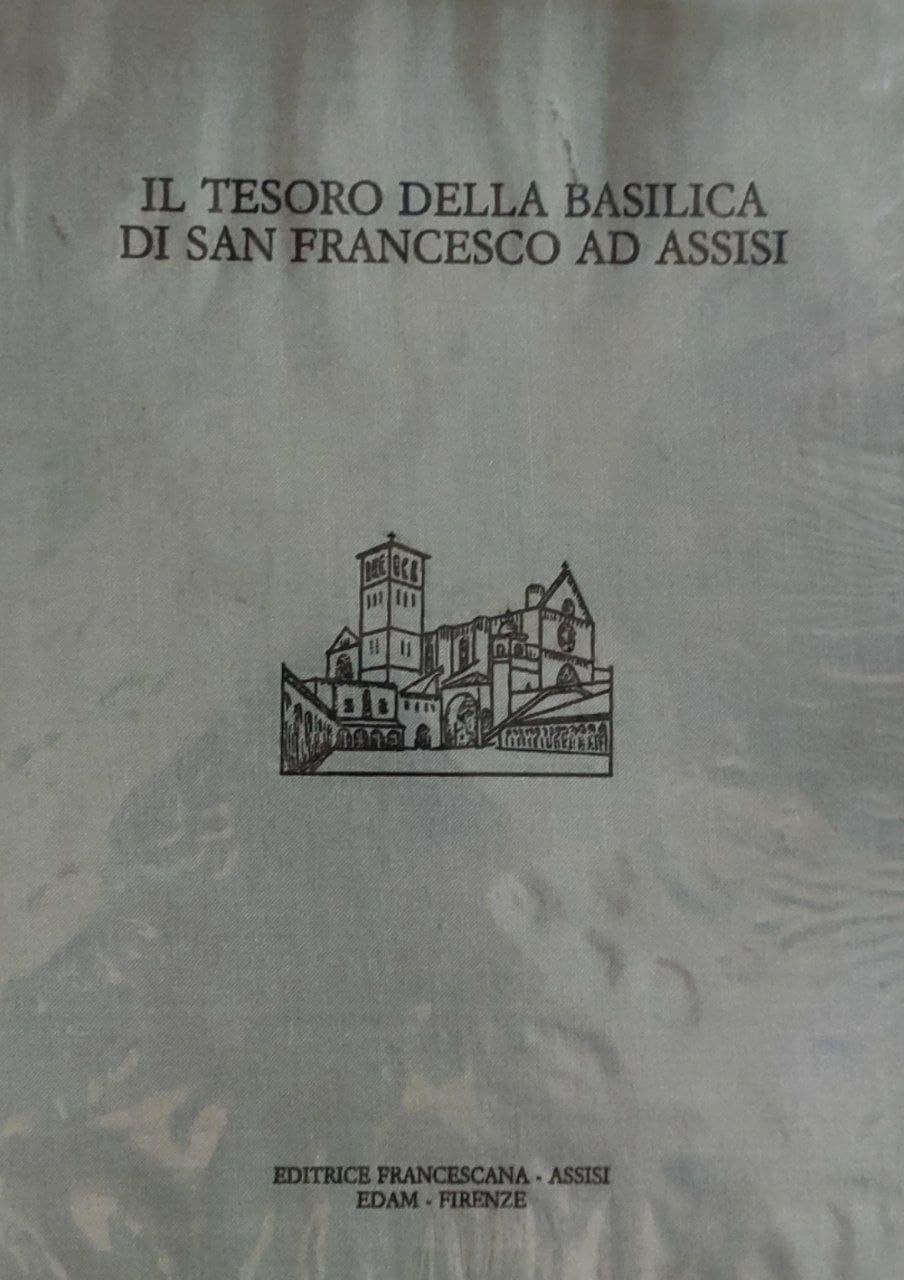 IL TESORO DELLA BASILICA
DI SAN FRANCESCO AD ASSISI
EDITRICE FRANCESCANA - ASSISI
EDAM - FIRENZE